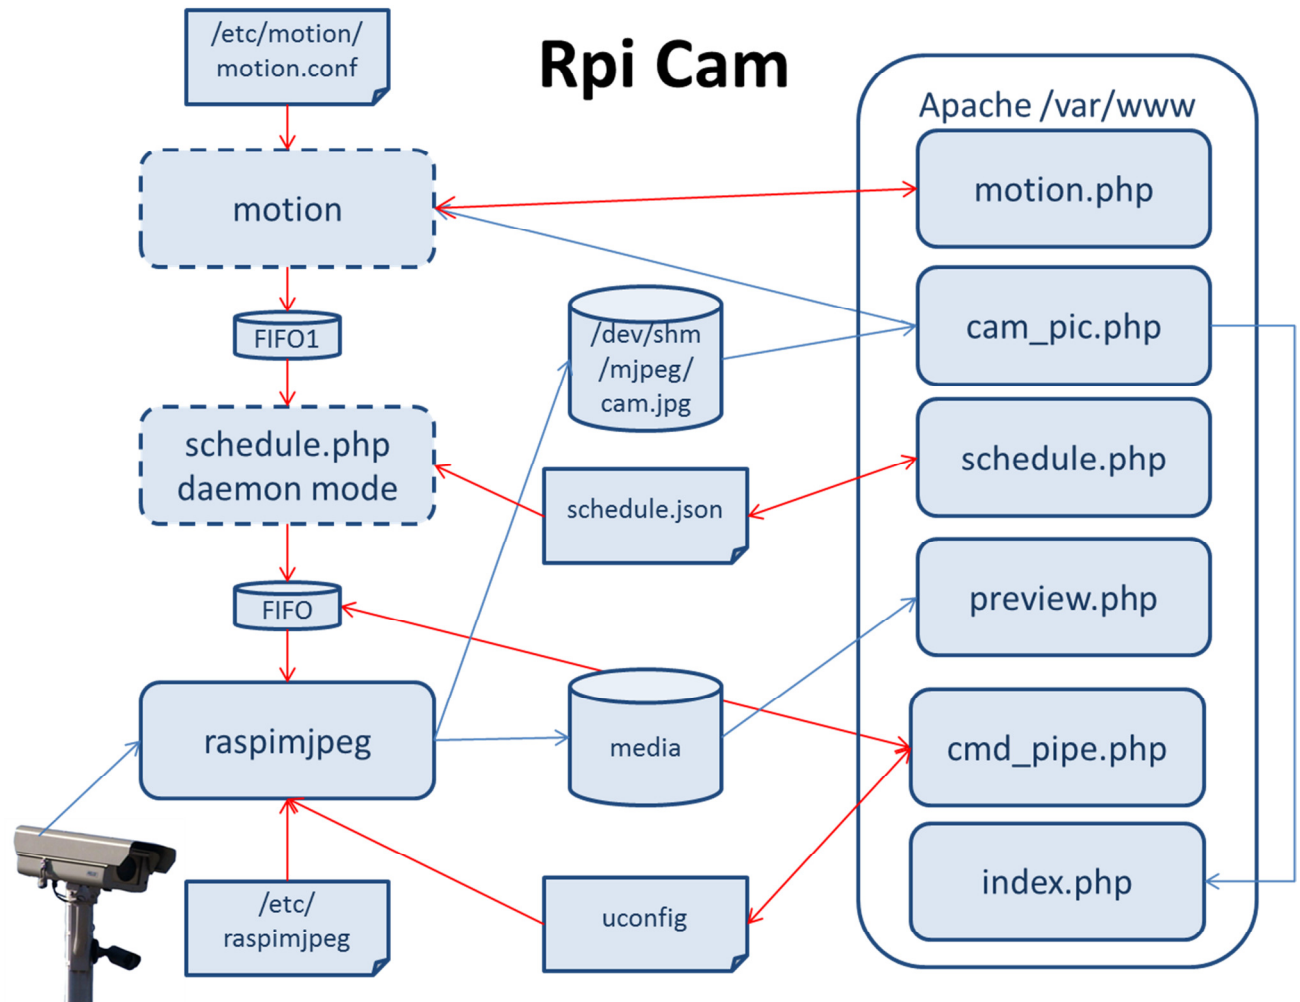 Rpi Cam
/etc/motion/
motion.conf
motion
FIFO1
schedule.php
daemon mode
FIFO
raspimjpeg
/etc/
raspimjpeg
/dev/shm
/mjpeg/
cam.jpg
schedule.json
media
uconfig
Apache /var/www
motion.php
cam_pic.php
schedule.php
preview.php
cmd_pipe.php
index.php